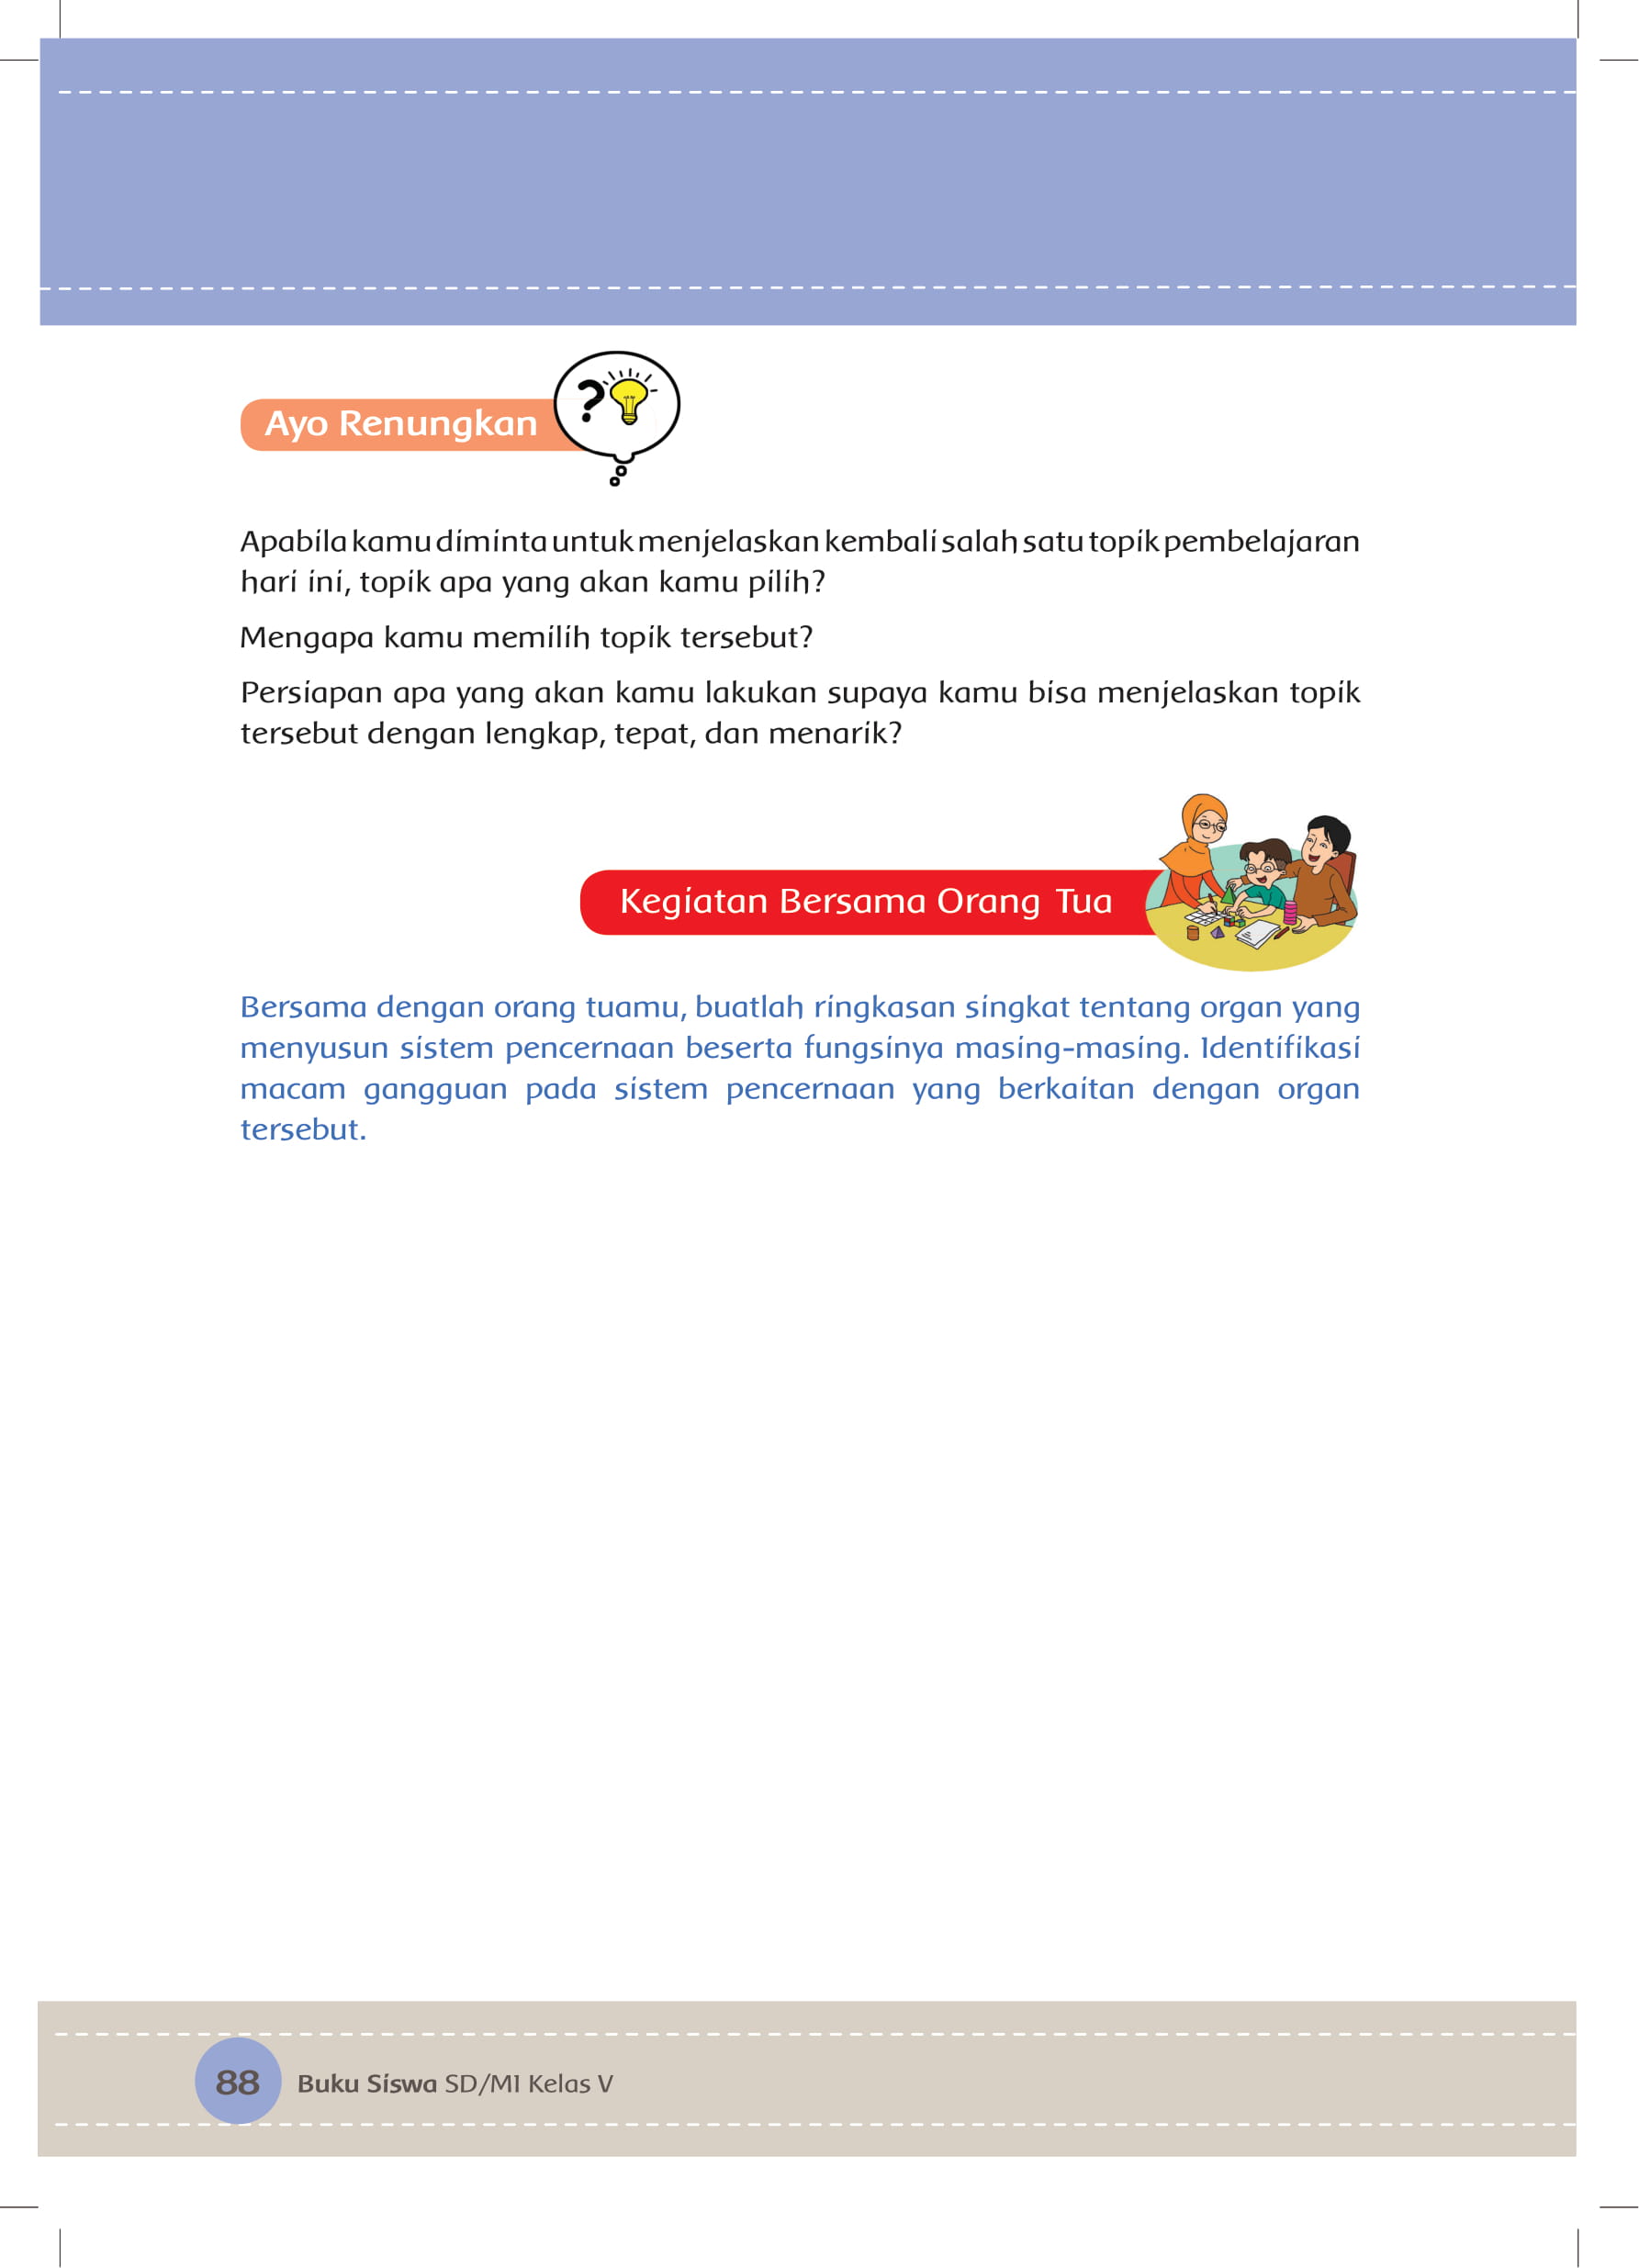 Ayo Renungkan
?
Apabila kamu diminta untuk menjelaskan kembali salah satu topik pembelajaran
hari ini, topik apa yang akan kamu pilih?
Mengapa kamu memilih topik tersebut?
Persiapan apa yang akan kamu lakukan supaya kamu bisa menjelaskan topik
tersebut dengan lengkap, tepat, dan menarik?
Kegiatan Bersama Orang Tua
Bersama dengan orang tuamu, buatlah ringkasan singkat tentang organ yang
menyusun sistem pencernaan beserta fungsinya masing-masing. Identifikasi
macam gangguan pada sistem pencernaan yang berkaitan dengan organ
tersebut.
88 Buku Siswa SD/MI Kelas V